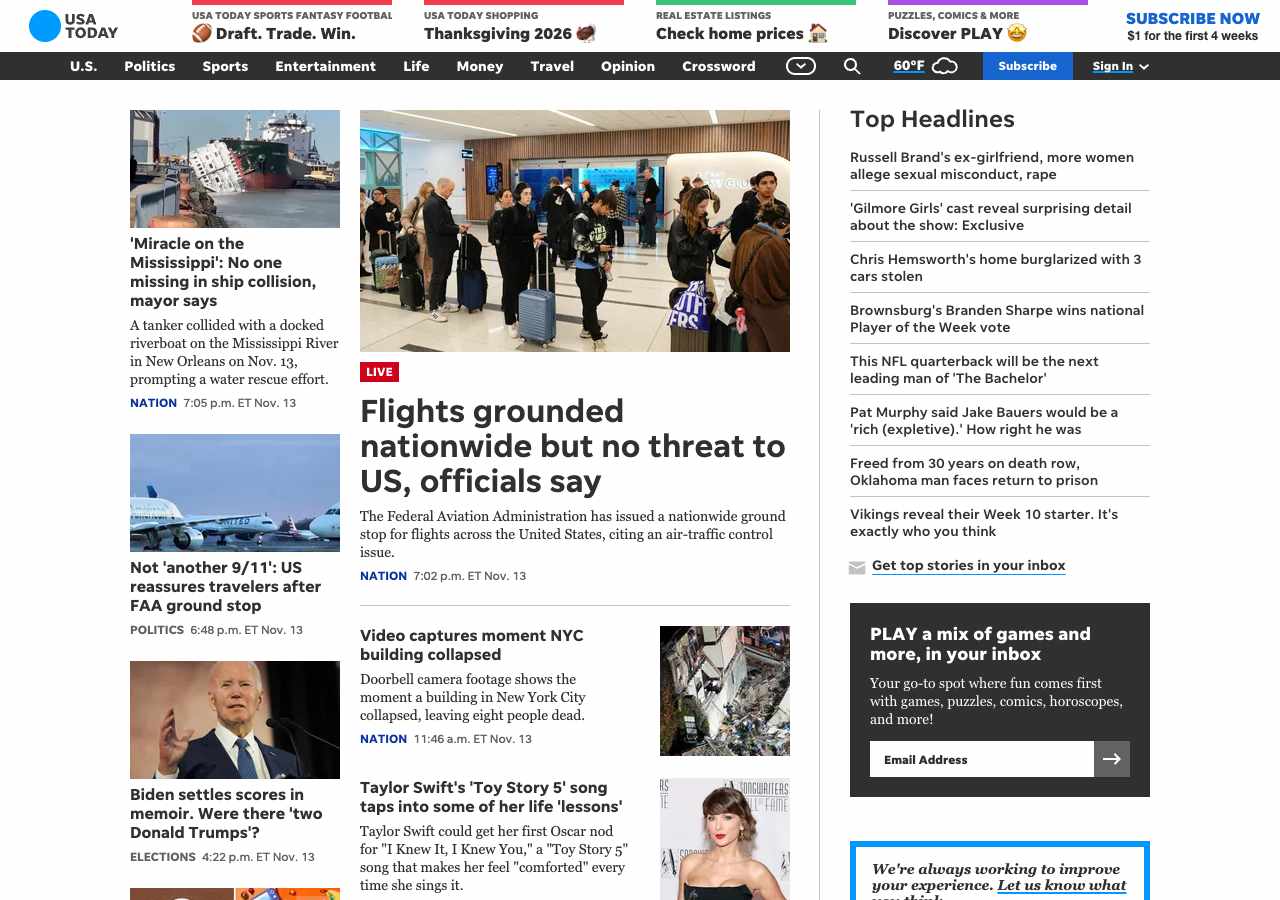 USA
TODAY
USA TODAY SPORTS FANTASY FOOTBAL
🏈 Draft. Trade. Win.
USA TODAY SHOPPING
Thanksgiving 2026 🦃
REAL ESTATE LISTINGS
Check home prices 🏠
PUZZLES, COMICS & MORE
Discover PLAY 🤩
SUBSCRIBE NOW
$1 for the first 4 weeks
U.S. Politics Sports Entertainment Life Money Travel Opinion Crossword 60°F Subscribe Sign In
'Miracle on the
Mississippi': No one
missing in ship collision,
mayor says
A tanker collided with a docked
riverboat on the Mississippi River
in New Orleans on Nov. 13,
prompting a water rescue effort.
NATION 7:05 p.m. ET Nov. 13
UNITED
Not 'another 9/11': US
reassures travelers after
FAA ground stop
POLITICS 6:48 p.m. ET Nov. 13
Biden settles scores in
memoir. Were there 'two
Donald Trumps'?
ELECTIONS 4:22 p.m. ET Nov. 13
LIVE
Flights grounded
nationwide but no threat to
US, officials say
The Federal Aviation Administration has issued a nationwide ground
stop for flights across the United States, citing an air-traffic control
issue.
NATION 7:02 p.m. ET Nov. 13
Video captures moment NYC
building collapsed
Doorbell camera footage shows the
moment a building in New York City
collapsed, leaving eight people dead.
NATION 11:46 a.m. ET Nov. 13
Taylor Swift's 'Toy Story 5' song
taps into some of her life 'lessons'
Taylor Swift could get her first Oscar nod
for "I Knew It, I Knew You," a "Toy Story 5"
song that makes her feel "comforted" every
time she sings it.
SONGWRITERS
HALL OF FAME
Top Headlines
Russell Brand's ex-girlfriend, more women
allege sexual misconduct, rape
'Gilmore Girls' cast reveal surprising detail
about the show: Exclusive
Chris Hemsworth's home burglarized with 3
cars stolen
Brownsburg's Branden Sharpe wins national
Player of the Week vote
This NFL quarterback will be the next
leading man of 'The Bachelor'
Pat Murphy said Jake Bauers would be a
'rich (expletive).' How right he was
Freed from 30 years on death row,
Oklahoma man faces return to prison
Vikings reveal their Week 10 starter. It's
exactly who you think
Get top stories in your inbox
PLAY a mix of games and
more, in your inbox
Your go-to spot where fun comes first
with games, puzzles, comics, horoscopes,
and more!
Email Address
We're always working to improve
your experience. Let us know what
you think.